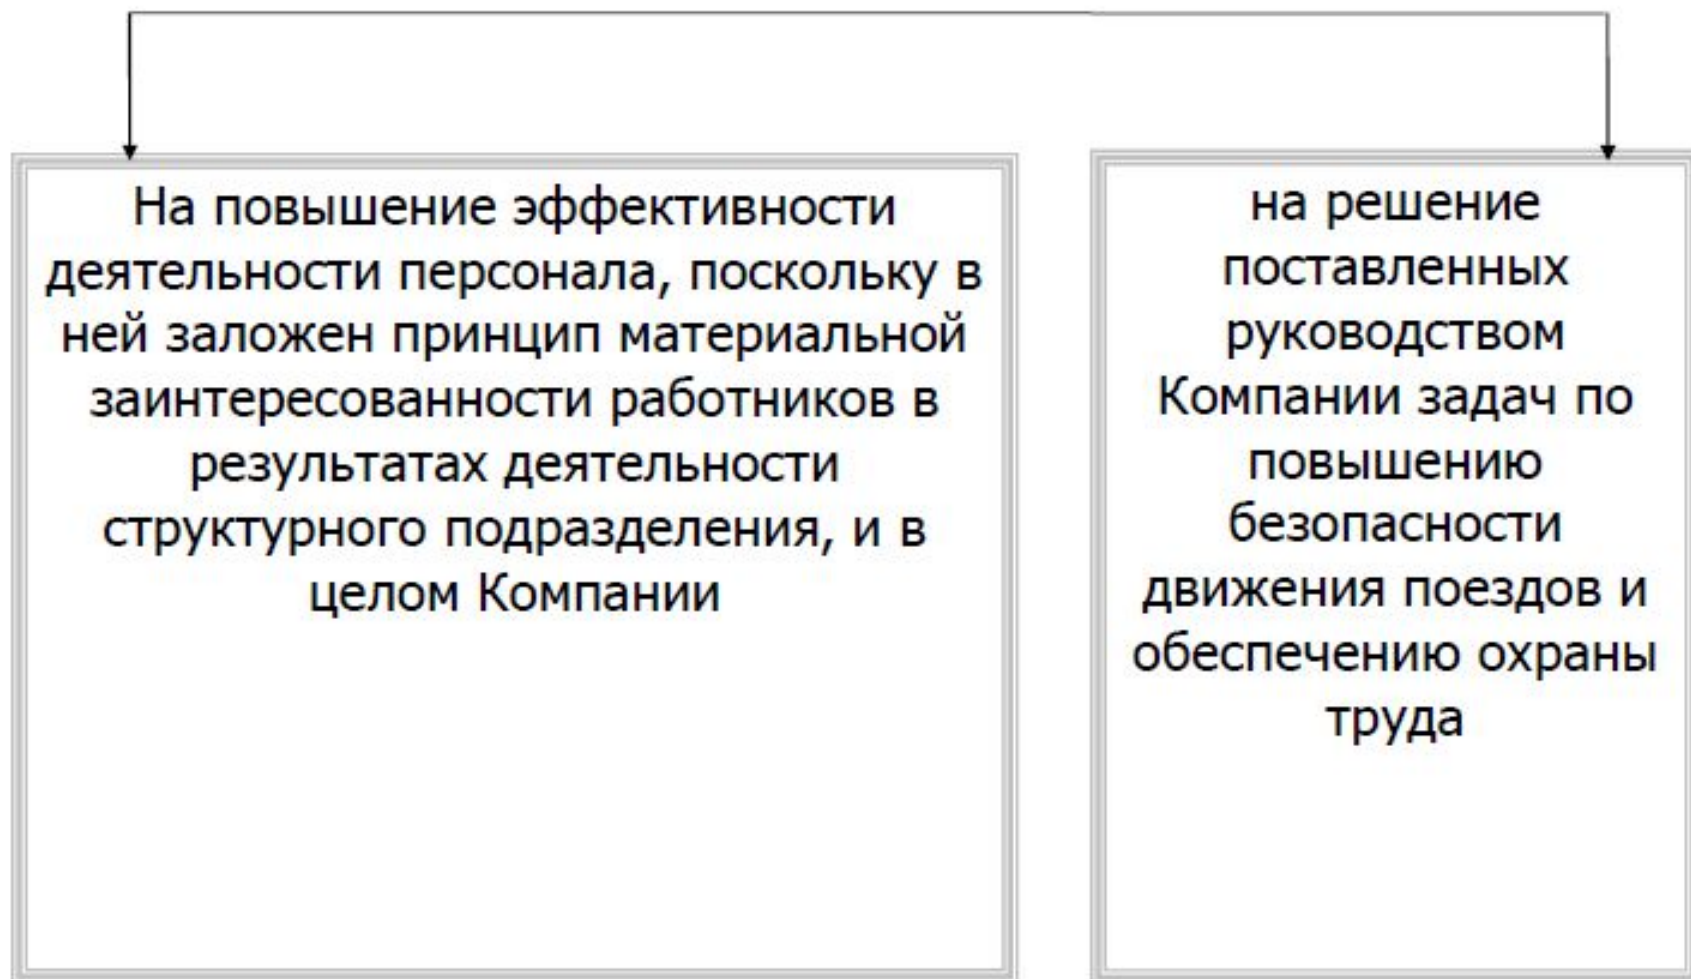 На повышение эффективности
деятельности персонала, поскольку в
ней заложен принцип материальной
заинтересованности работников в
результатах деятельности
структурного подразделения, и в
целом Компании
на решение
поставленных
руководством
Компании задач по
повышению
безопасности
движения поездов и
обеспечению охраны
труда